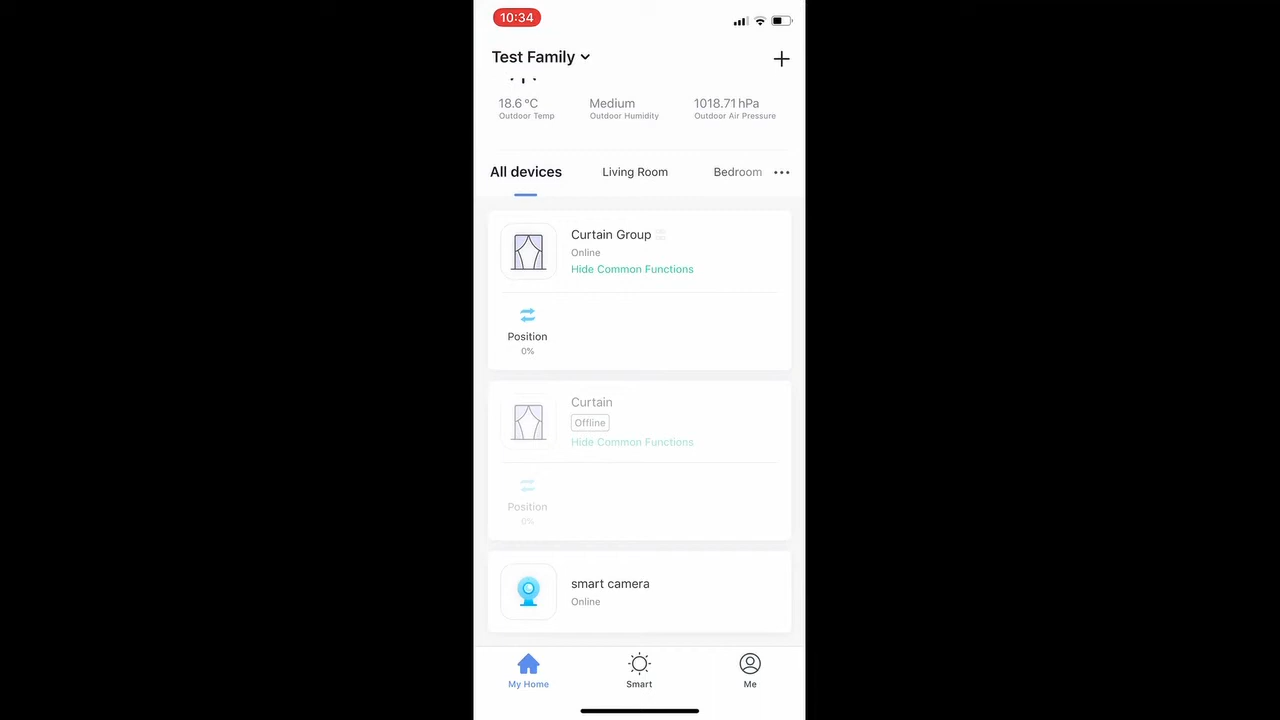 10:34
Test Family
18.6 °C Medium 1018.71 hPa
Outdoor Temp Outdoor Humidity Outdoor Air Pressure
All devices Living Room Bedroom
Curtain Group
Online
Hide Common Functions
Position
0%
Curtain
Offline
Hide Common Functions
Position
0%
smart camera
Online
My Home Smart Me